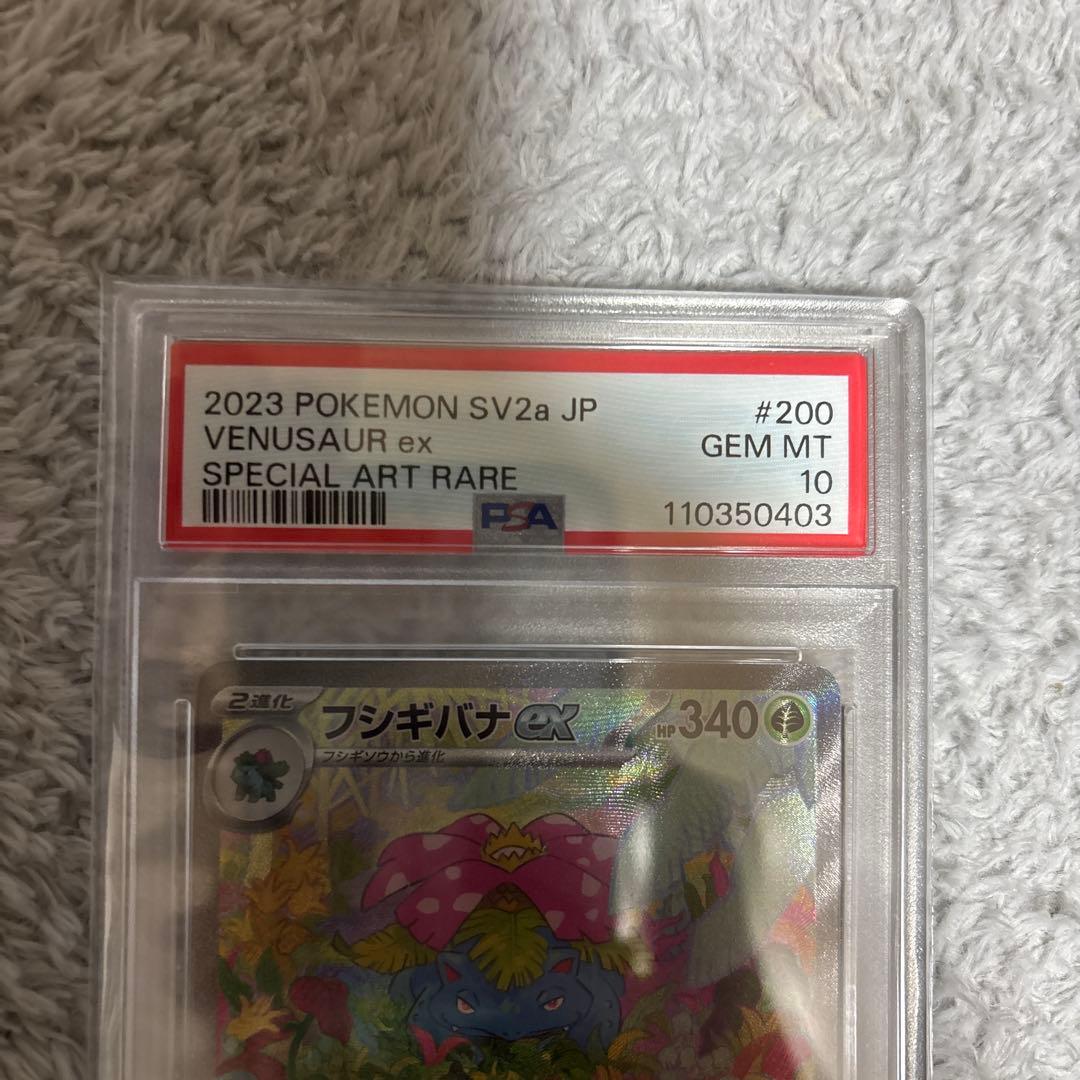 2023 POKEMON SV2a JP #200
VENUSAUR ex GEM MT
SPECIAL ART RARE 10
PSA 110350403
2進化 フシギバナex HP340
フシギソウから進化